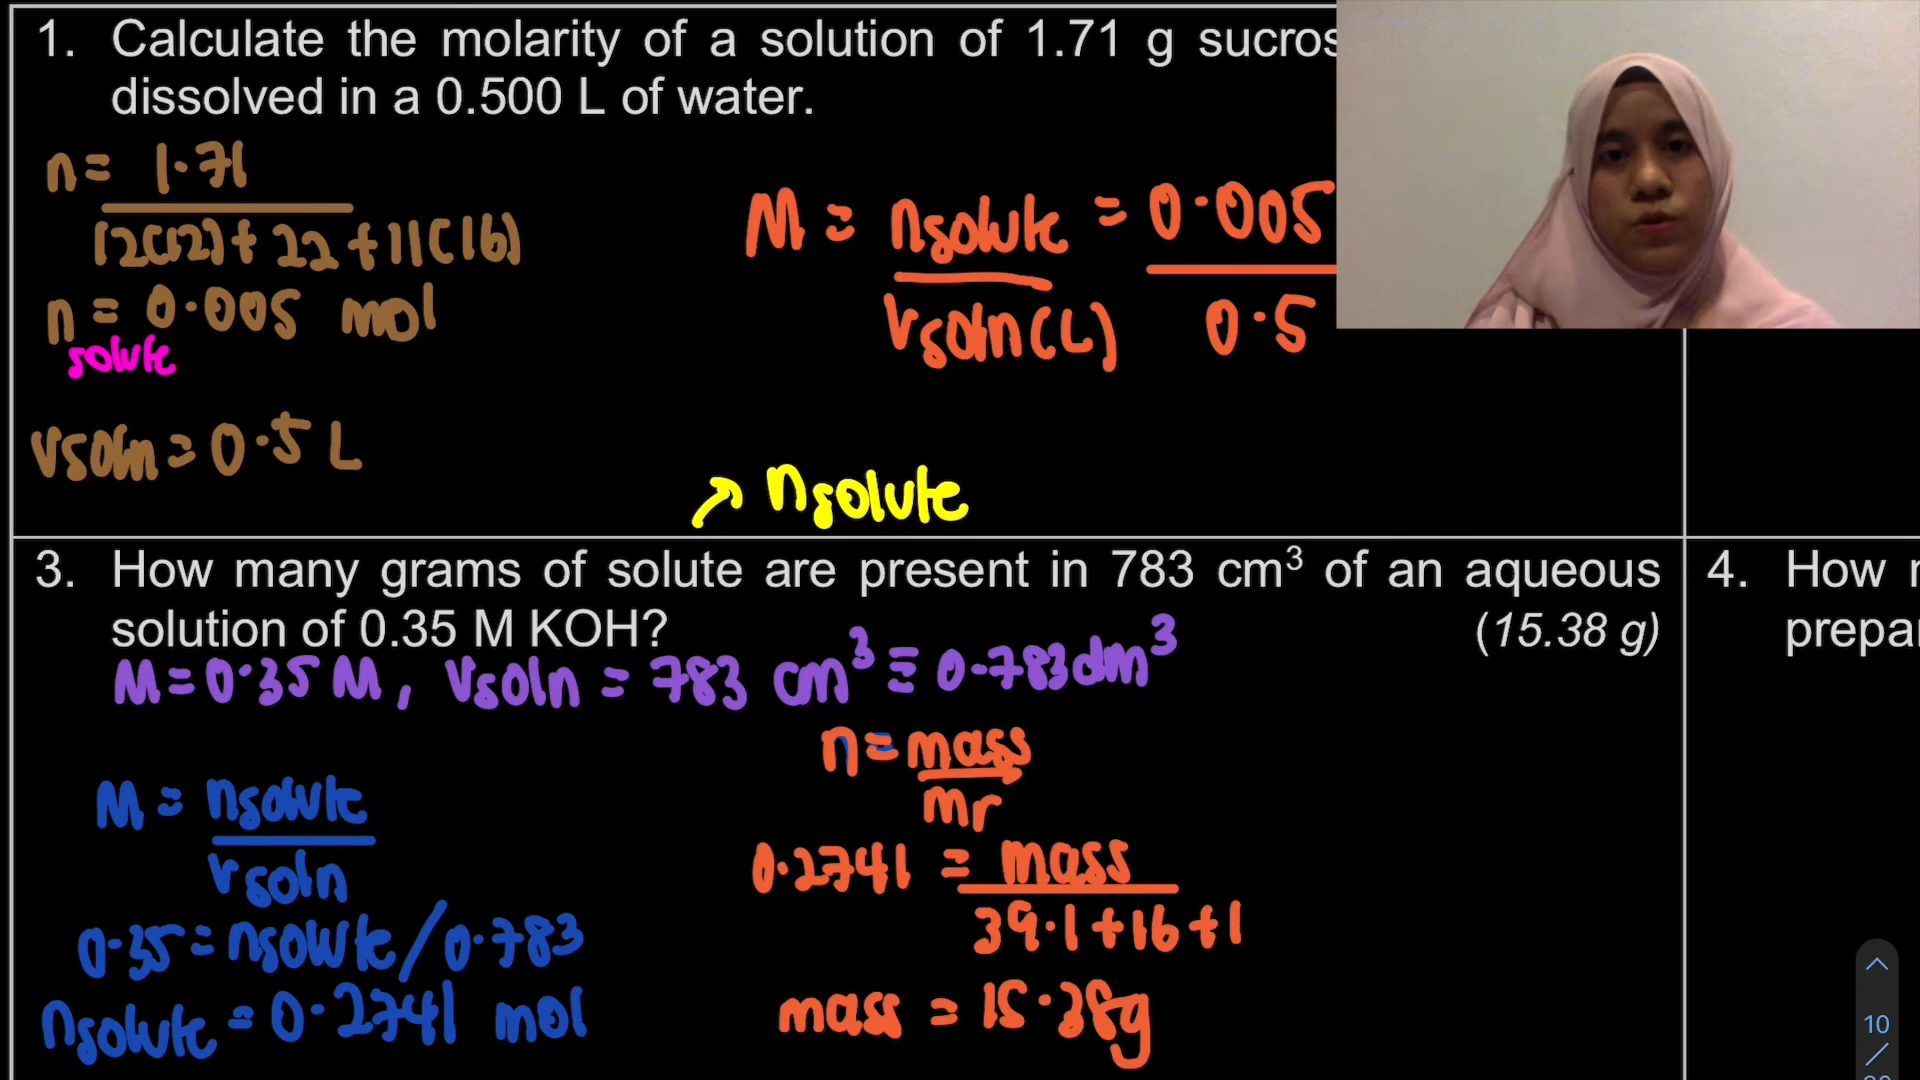 1. Calculate the molarity of a solution of 1.71 g sucros
dissolved in a 0.500 L of water.
n = 1.71
12(12) + 22 + 11(16)
n = 0.005 mol
solute
Vsoln = 0.5 L
M = nsolute = 0.005
Vsoln(L) 0.5
↗ nsolute
3. How many grams of solute are present in 783 cm³ of an aqueous
solution of 0.35 M KOH? (15.38 g)
M = 0.35 M, Vsoln = 783 cm³ ≡ 0.783dm³
M = nsolute
Vsoln
0.35 = nsolute / 0.783
nsolute = 0.2741 mol
n = mass
Mr
0.2741 = mass
39.1 + 16 + 1
mass = 15.38g
4. How
prepa
10
/